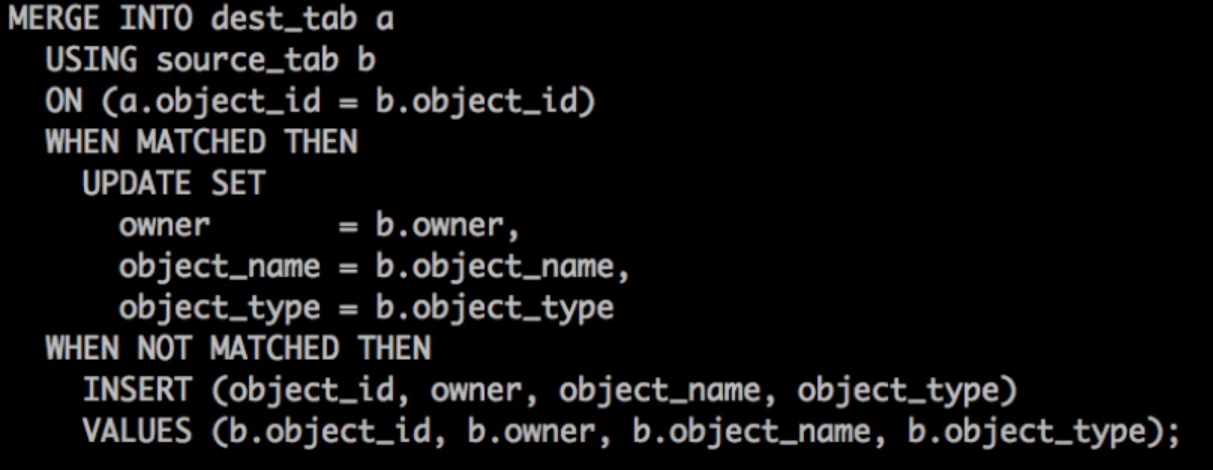 MERGE INTO dest_tab a
  USING source_tab b
  ON (a.object_id = b.object_id)
  WHEN MATCHED THEN
    UPDATE SET
      owner       = b.owner,
      object_name = b.object_name,
      object_type = b.object_type
  WHEN NOT MATCHED THEN
    INSERT (object_id, owner, object_name, object_type)
    VALUES (b.object_id, b.owner, b.object_name, b.object_type);